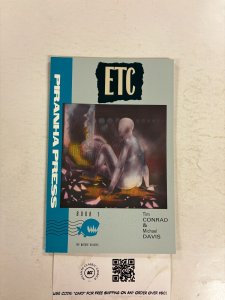 ETC
PIRANHA PRESS
BOOK 1
Tim
CONRAD
&
Michael
DAVIS
USE CODE: "CARD" FOR FREE SHIPPING ON ANY ORDER OVER $50!